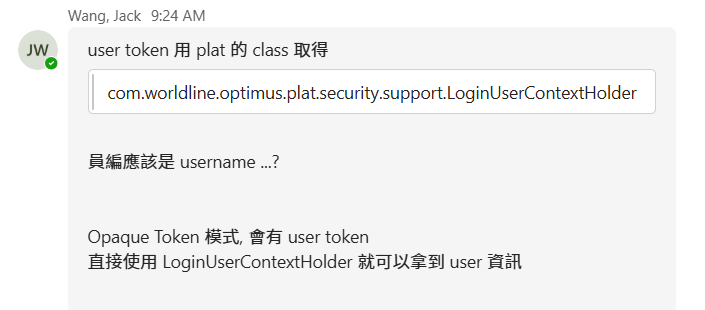 Wang, Jack 9:24 AM
JW
user token 用 plat 的 class 取得
com.worldline.optimus.plat.security.support.LoginUserContextHolder
員編應該是 username ...?
Opaque Token 模式, 會有 user token
直接使用 LoginUserContextHolder 就可以拿到 user 資訊